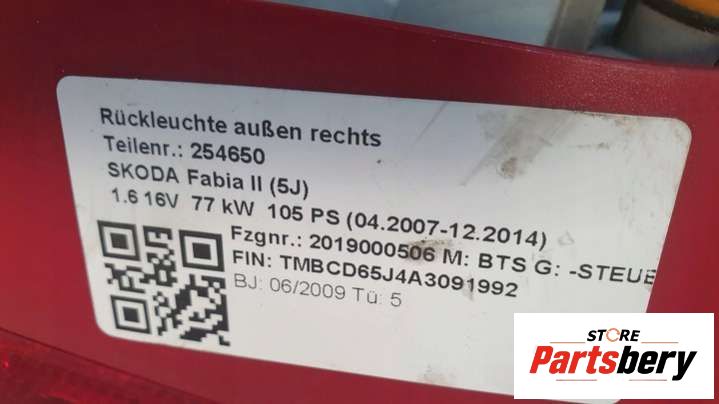 Rückleuchte außen rechts
Teilenr.: 254650
SKODA Fabia II (5J)
1.6 16V 77 kW 105 PS (04.2007-12.2014)
Fzgnr.: 2019000506 M: BTS G: -STEUE
FIN: TMBCD65J4A3091992
BJ: 06/2009 Tü: 5
STORE
Partsbery